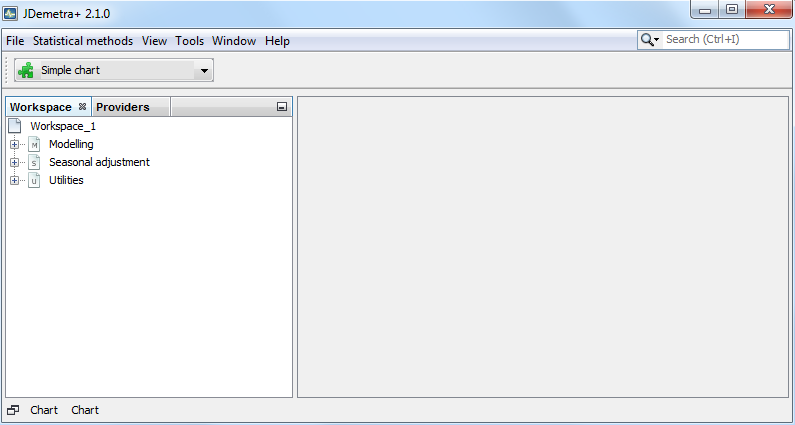 JDemetra+ 2.1.0
File Statistical methods View Tools Window Help Search (Ctrl+I)
Simple chart
Workspace Providers
Workspace_1
M Modelling
S Seasonal adjustment
U Utilities
Chart Chart